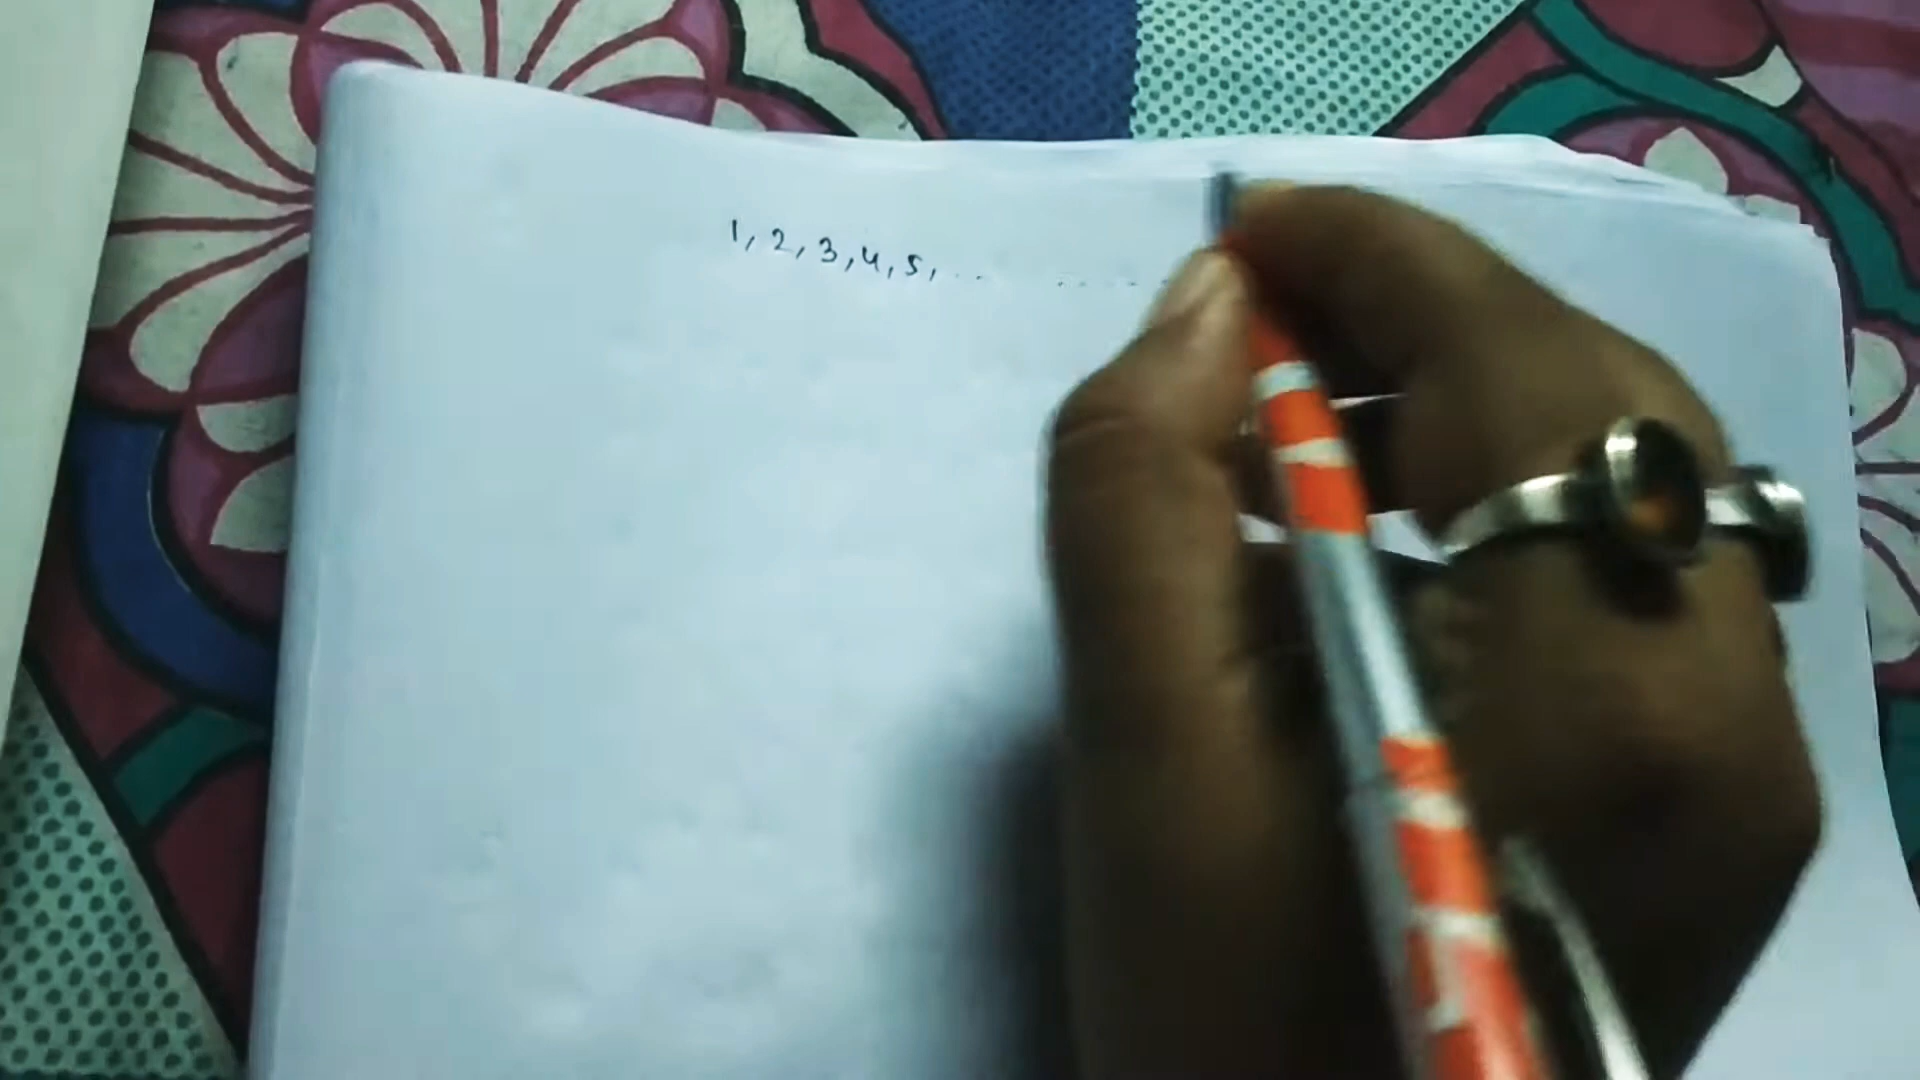 1, 2, 3, 4, 5, ... ......